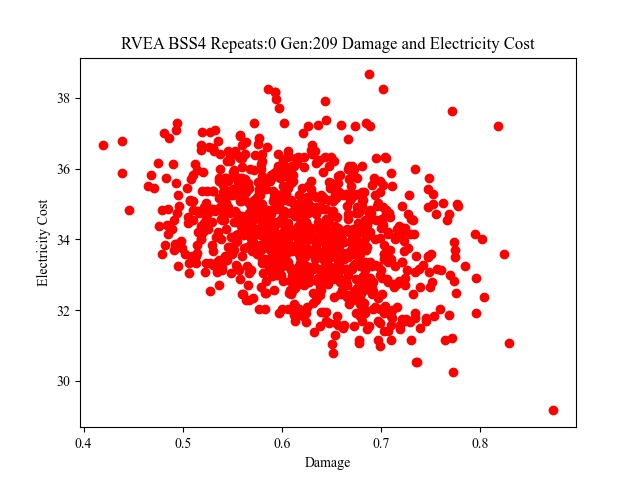 RVEA BSS4 Repeats:0 Gen:209 Damage and Electricity Cost
38
36
34
32
30
Electricity Cost
0.4 0.5 0.6 0.7 0.8
Damage